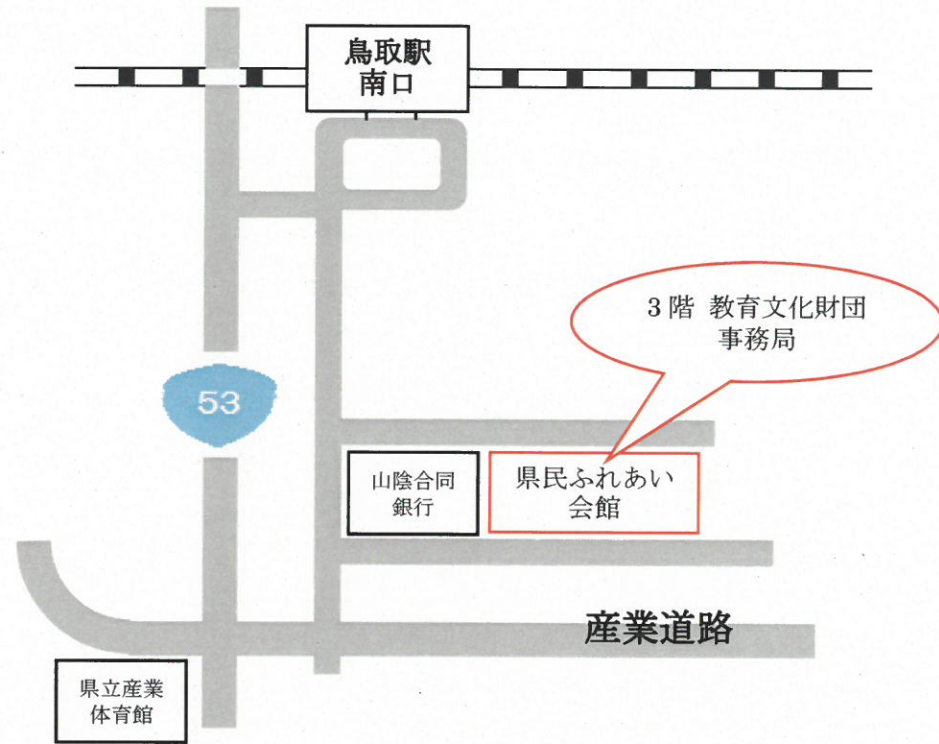 鳥取駅
南口
3階 教育文化財団
事務局
53
山陰合同
銀行
県民ふれあい
会館
産業道路
県立産業
体育館